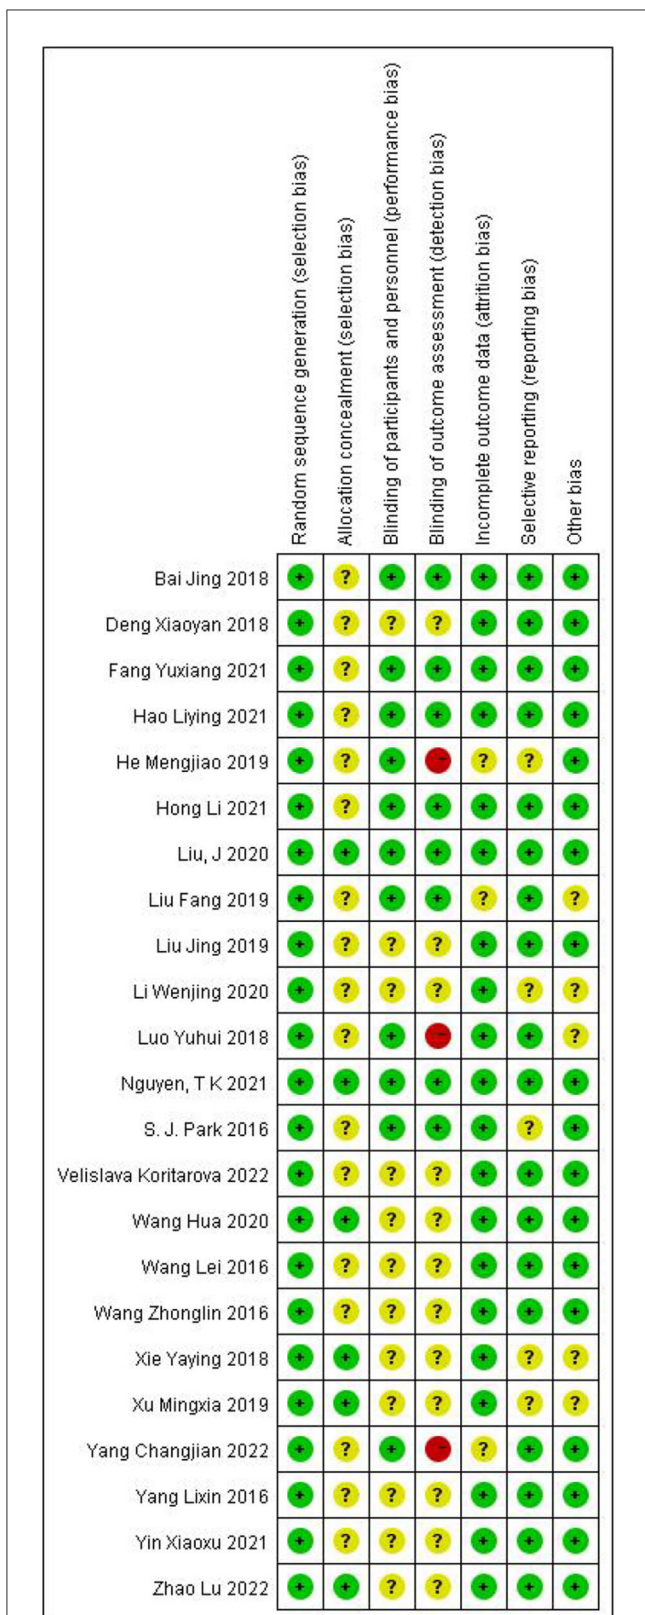 Random sequence generation (selection bias)
Allocation concealment (selection bias)
Blinding of participants and personnel (performance bias)
Blinding of outcome assessment (detection bias)
Incomplete outcome data (attrition bias)
Selective reporting (reporting bias)
Other bias
Bai Jing 2018 + ? + + + + +
Deng Xiaoyan 2018 + ? ? ? + + +
Fang Yuxiang 2021 + ? + + + + +
Hao Liying 2021 + ? + + + + +
He Mengjiao 2019 + ? + - ? ? +
Hong Li 2021 + ? + + + + +
Liu, J 2020 + + + + + + +
Liu Fang 2019 + ? + + ? + ?
Liu Jing 2019 + ? ? ? + + +
Li Wenjing 2020 + ? ? ? + ? ?
Luo Yuhui 2018 + ? + - + + ?
Nguyen, T K 2021 + + + + + + +
S. J. Park 2016 + ? + + + ? +
Velislava Koritarova 2022 + ? ? ? + + +
Wang Hua 2020 + + ? ? + + +
Wang Lei 2016 + ? ? ? + + +
Wang Zhonglin 2016 + ? ? ? + + +
Xie Yaying 2018 + + ? ? + ? ?
Xu Mingxia 2019 + + ? ? + ? ?
Yang Changjian 2022 + ? + - ? + +
Yang Lixin 2016 + ? ? ? + + +
Yin Xiaoxu 2021 + ? ? ? + + +
Zhao Lu 2022 + + ? ? + + +